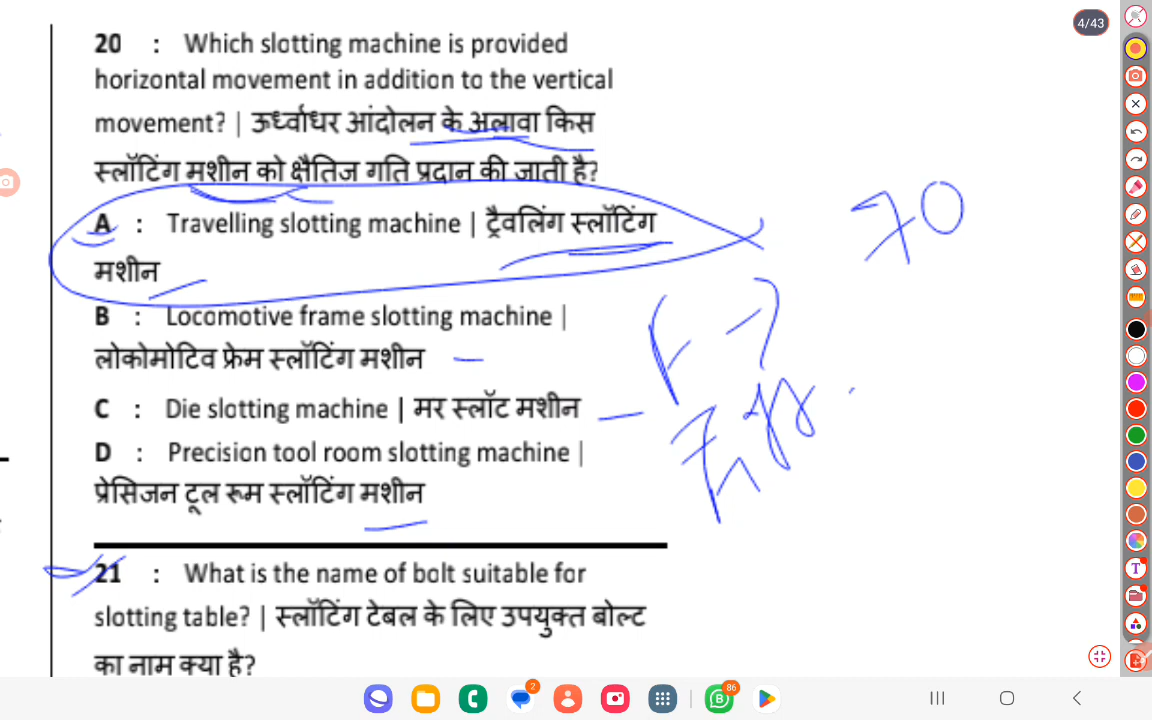 4/43
20 : Which slotting machine is provided
horizontal movement in addition to the vertical
movement? | ऊर्ध्वाधर आंदोलन के अलावा किस
स्लॉटिंग मशीन को क्षैतिज गति प्रदान की जाती है?
A : Travelling slotting machine | ट्रैवलिंग स्लॉटिंग
मशीन
70
B : Locomotive frame slotting machine |
लोकोमोटिव फ्रेम स्लॉटिंग मशीन
C : Die slotting machine | मर स्लॉट मशीन
D : Precision tool room slotting machine |
प्रेसिजन टूल रूम स्लॉटिंग मशीन
21 : What is the name of bolt suitable for
slotting table? | स्लॉटिंग टेबल के लिए उपयुक्त बोल्ट
का नाम क्या है?
2
86